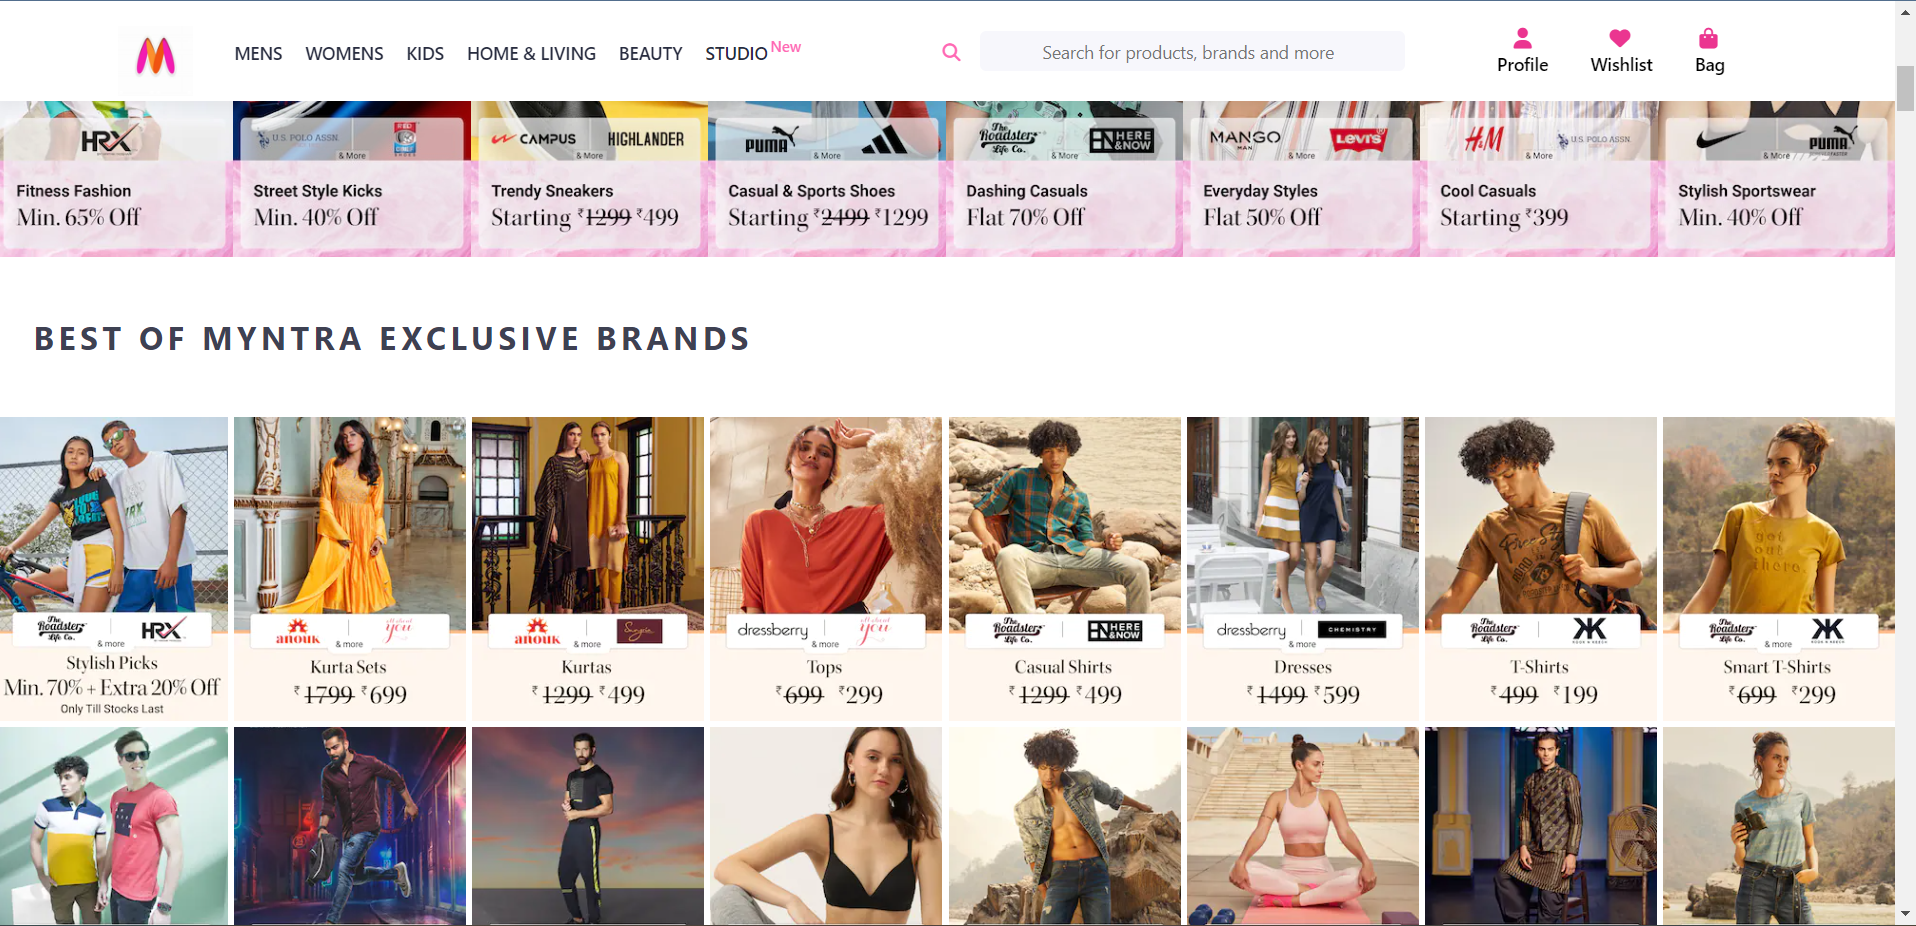 MENS WOMENS KIDS HOME & LIVING BEAUTY STUDIO New
Search for products, brands and more
Profile Wishlist Bag
HRX
U.S. POLO ASSN.
& More
CAMPUS HIGHLANDER
& More
PUMA
& More
The Roadster Life Co. HERE &NOW
& More
MANGO MAN Levi's
& More
H&M U.S. POLO ASSN.
& More
PUMA
& More
Fitness Fashion
Min. 65% Off
Street Style Kicks
Min. 40% Off
Trendy Sneakers
Starting ₹1299 ₹499
Casual & Sports Shoes
Starting ₹2499 ₹1299
Dashing Casuals
Flat 70% Off
Everyday Styles
Flat 50% Off
Cool Casuals
Starting ₹399
Stylish Sportswear
Min. 40% Off
BEST OF MYNTRA EXCLUSIVE BRANDS
The Roadster Life Co. HRX
& more
Stylish Picks
Min. 70% + Extra 20% Off
Only Till Stocks Last
anouk all about you
& more
Kurta Sets
₹1799 ₹699
anouk Sangria
& more
Kurtas
₹1299 ₹499
dressberry all about you
& more
Tops
₹699 ₹299
The Roadster Life Co. HERE &NOW
& more
Casual Shirts
₹1299 ₹499
dressberry CHEMISTRY
& more
Dresses
₹1499 ₹599
The Roadster Life Co.
& more
T-Shirts
₹499 ₹199
get out there.
The Roadster Life Co.
& more
Smart T-Shirts
₹699 ₹299